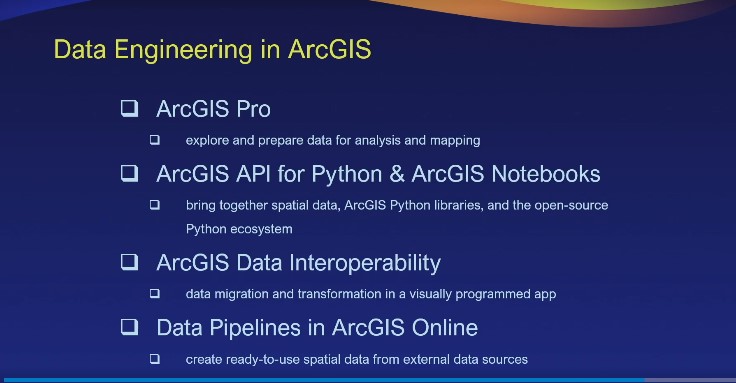 Data Engineering in ArcGIS
ArcGIS Pro
explore and prepare data for analysis and mapping
ArcGIS API for Python & ArcGIS Notebooks
bring together spatial data, ArcGIS Python libraries, and the open-source
Python ecosystem
ArcGIS Data Interoperability
data migration and transformation in a visually programmed app
Data Pipelines in ArcGIS Online
create ready-to-use spatial data from external data sources